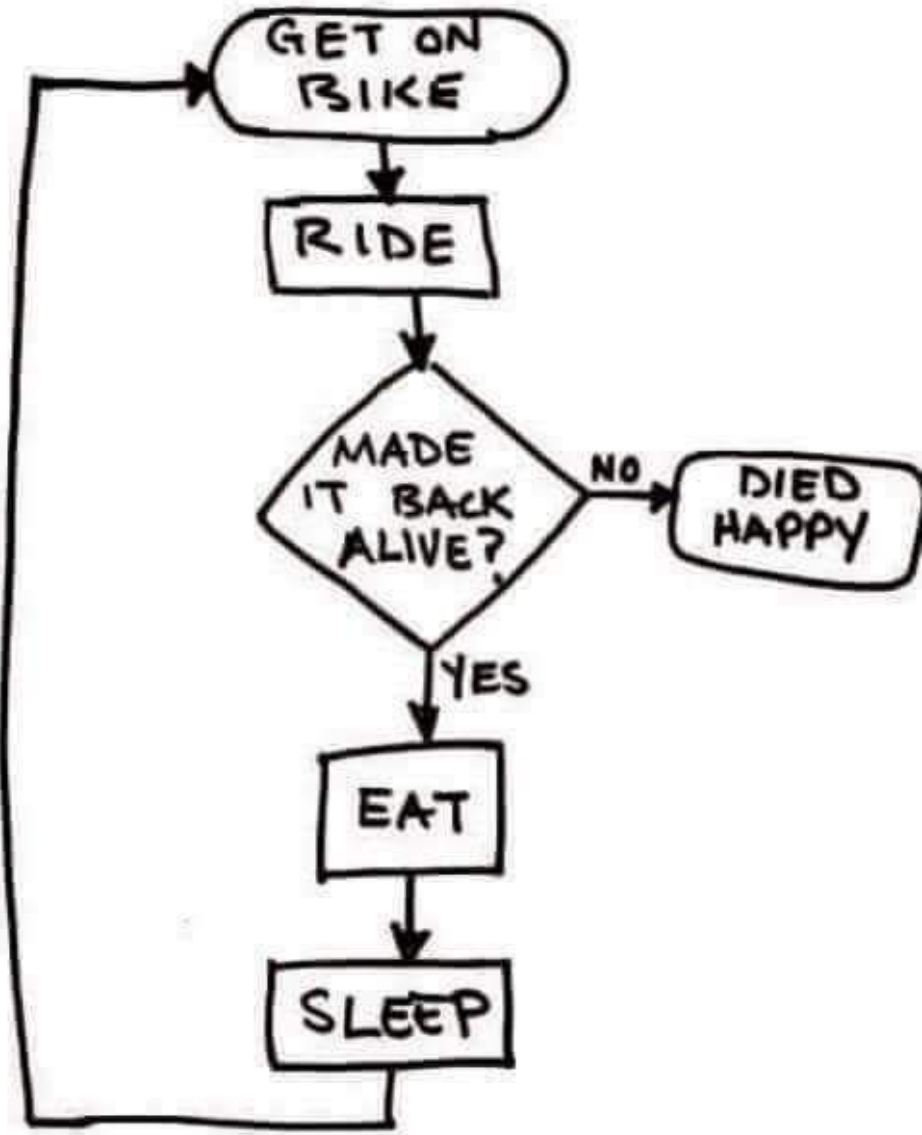 GET ON
BIKE
RIDE
MADE
IT BACK
ALIVE?
NO
DIED
HAPPY
YES
EAT
SLEEP